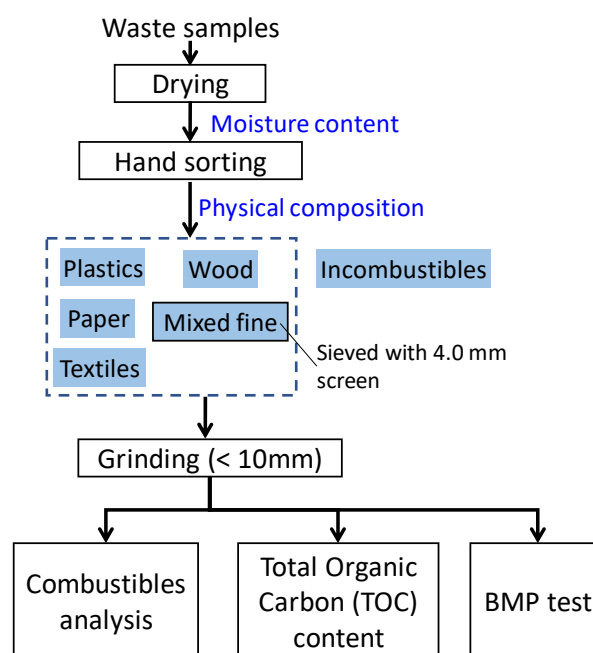 Waste samples
Drying
Moisture content
Hand sorting
Physical composition
Plastics
Wood
Incombustibles
Paper
Mixed fine
Sieved with 4.0 mm
screen
Textiles
Grinding (< 10mm)
Combustibles
analysis
Total Organic
Carbon (TOC)
content
BMP test